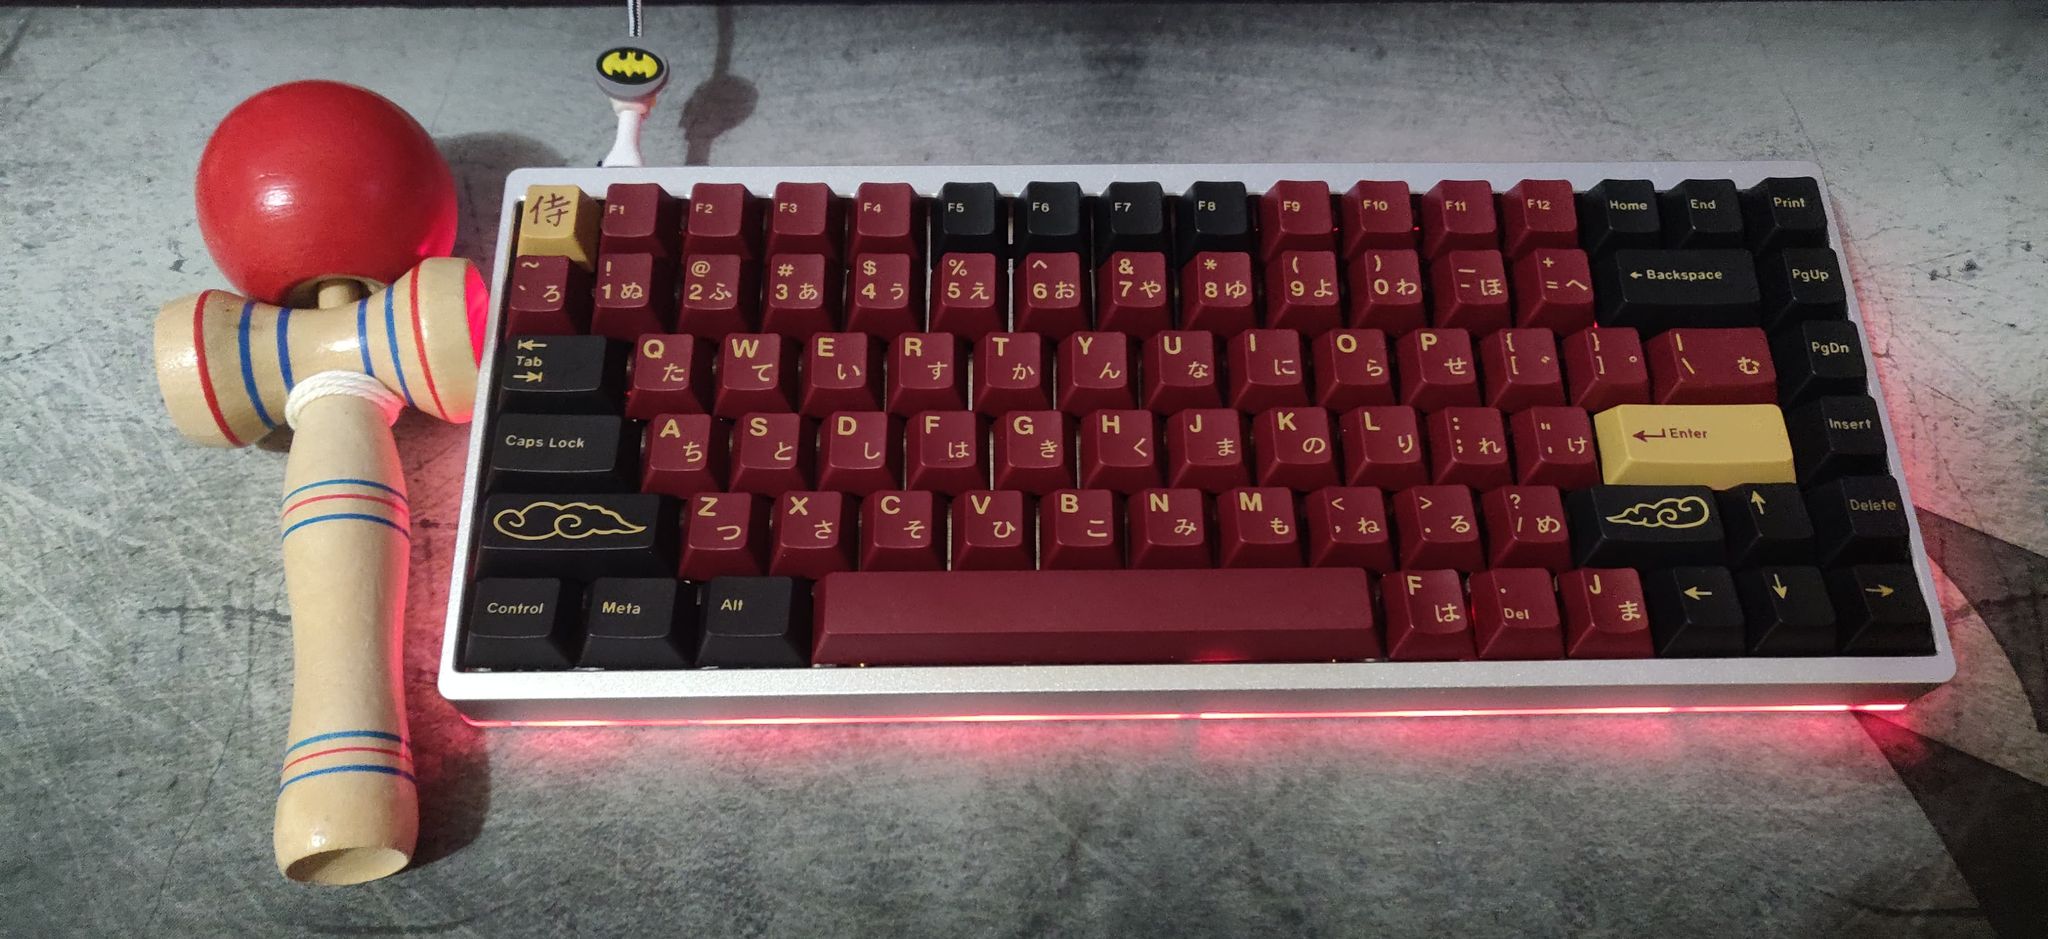 侍 F1 F2 F3 F4 F5 F6 F7 F8 F9 F10 F11 F12 Home End Print
~ ` ろ ! 1 ぬ @ 2 ふ # 3 あ $ 4 う % 5 え ^ 6 お & 7 や * 8 ゆ ( 9 よ ) 0 わ _ - ほ + = へ ← Backspace PgUp
Tab Q た W て E い R す T か Y ん U な I に O ら P せ { [ ゛ } ] ゜ | \ む PgDn
Caps Lock A ち S と D し F は G き H く J ま K の L り : ; れ " ' け Enter Insert
Z つ X さ C そ V ひ B こ N み M も < , ね > . る ? / め ↑ Delete
Control Meta Alt F は . Del J ま ← ↓ →